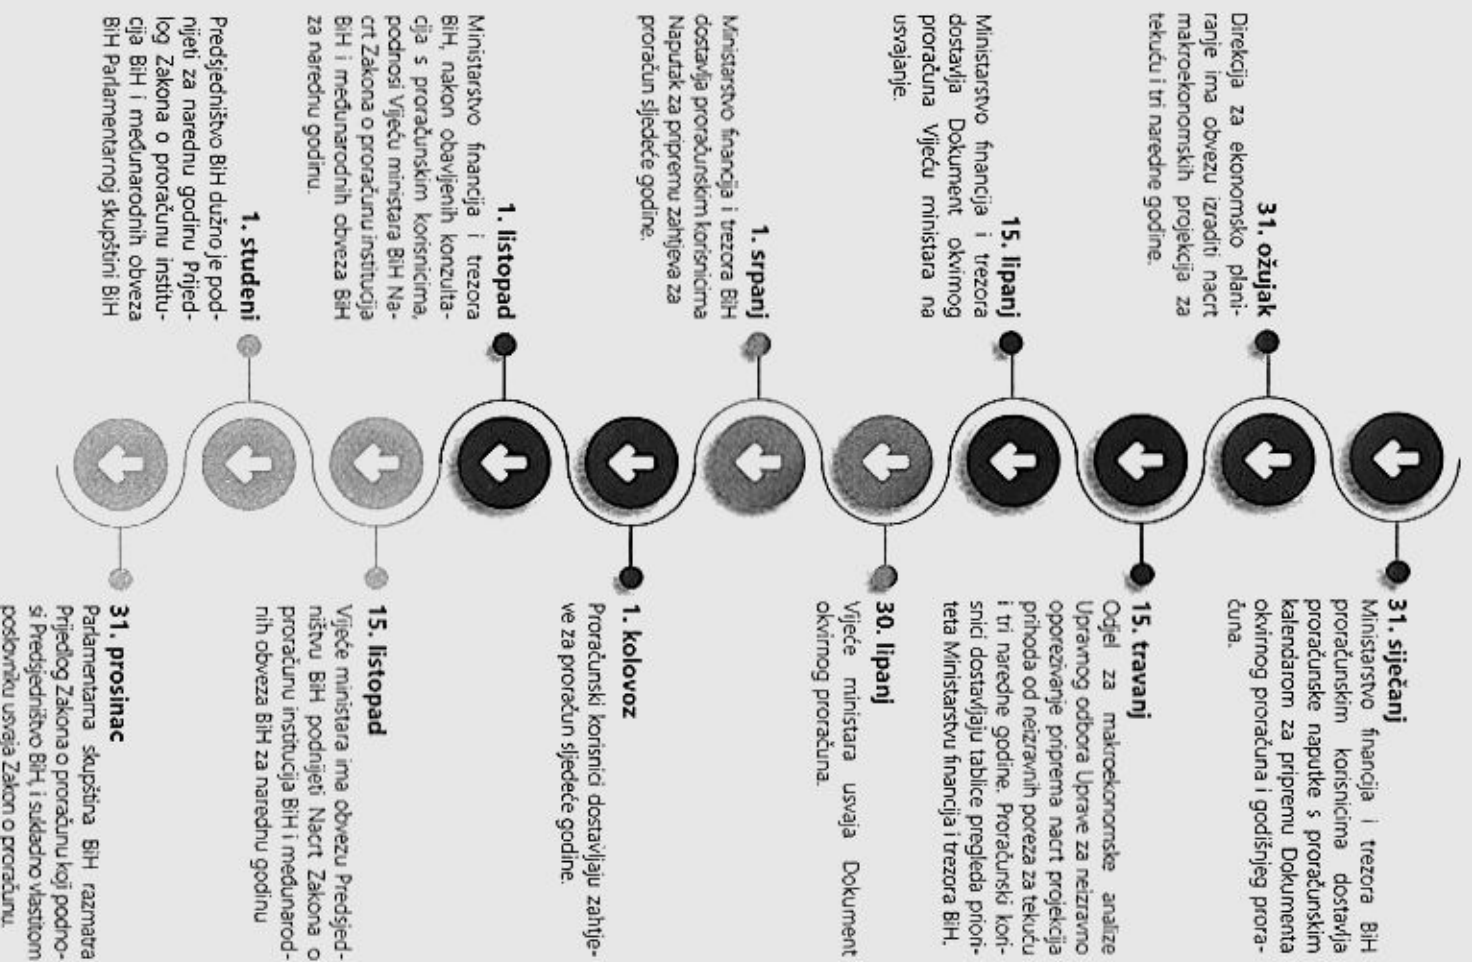 31. siječanj
Ministarstvo financija i trezora BiH
proračunskim korisnicima dostavlja
proračunske naputke s proračunskim
kalendarom za pripremu Dokumenta
okvirnog proračuna i godišnjeg prora-
čuna.
31. ožujak
Direkcija za ekonomsko plani-
ranje ima obvezu izraditi nacrt
makroekonomskih projekcija za
tekuću i tri naredne godine.
15. travanj
Odjel za makroekonomske analize
Upravnog odbora Uprave za neizravno
oporezivanje priprema nacrt projekcija
prihoda od neizravnih poreza za tekuću
i tri naredne godine. Proračunski kori-
snici dostavljaju tablice pregleda priori-
teta Ministarstvu financija i trezora BiH.
15. lipanj
Ministarstvo financija i trezora
dostavlja Dokument okvirnog
proračuna Vijeću ministara na
usvajanje.
30. lipanj
Vijeće ministara usvaja Dokument
okvirnog proračuna.
1. srpanj
Ministarstvo financija i trezora BiH
dostavlja proračunskim korisnicima
Naputak za pripremu zahtjeva za
proračun sljedeće godine.
1. kolovoz
Proračunski korisnici dostavljaju zahtje-
ve za proračun sljedeće godine.
1. listopad
Ministarstvo financija i trezora
BiH, nakon obavljenih konzulta-
cija s proračunskim korisnicima,
podnosi Vijeću ministara BiH Na-
crt Zakona o proračunu institucija
BiH i međunarodnih obveza BiH
za narednu godinu.
15. listopad
Vijeće ministara ima obvezu Predsjed-
ništvu BiH podnijeti Nacrt Zakona o
proračunu institucija BiH i međunarod-
nih obveza BiH za narednu godinu
1. studeni
Predsjedništvo BiH dužno je pod-
nijeti za narednu godinu Prijed-
log Zakona o proračunu institu-
cija BiH i međunarodnih obveza
BiH Parlamentarnoj skupštini BiH
31. prosinac
Parlamentarna skupština BiH razmatra
Prijedlog Zakona o proračunu koji podno-
si Predsjedništvo BiH, i sukladno vlastitom
poslovniku usvaja Zakon o proračunu.